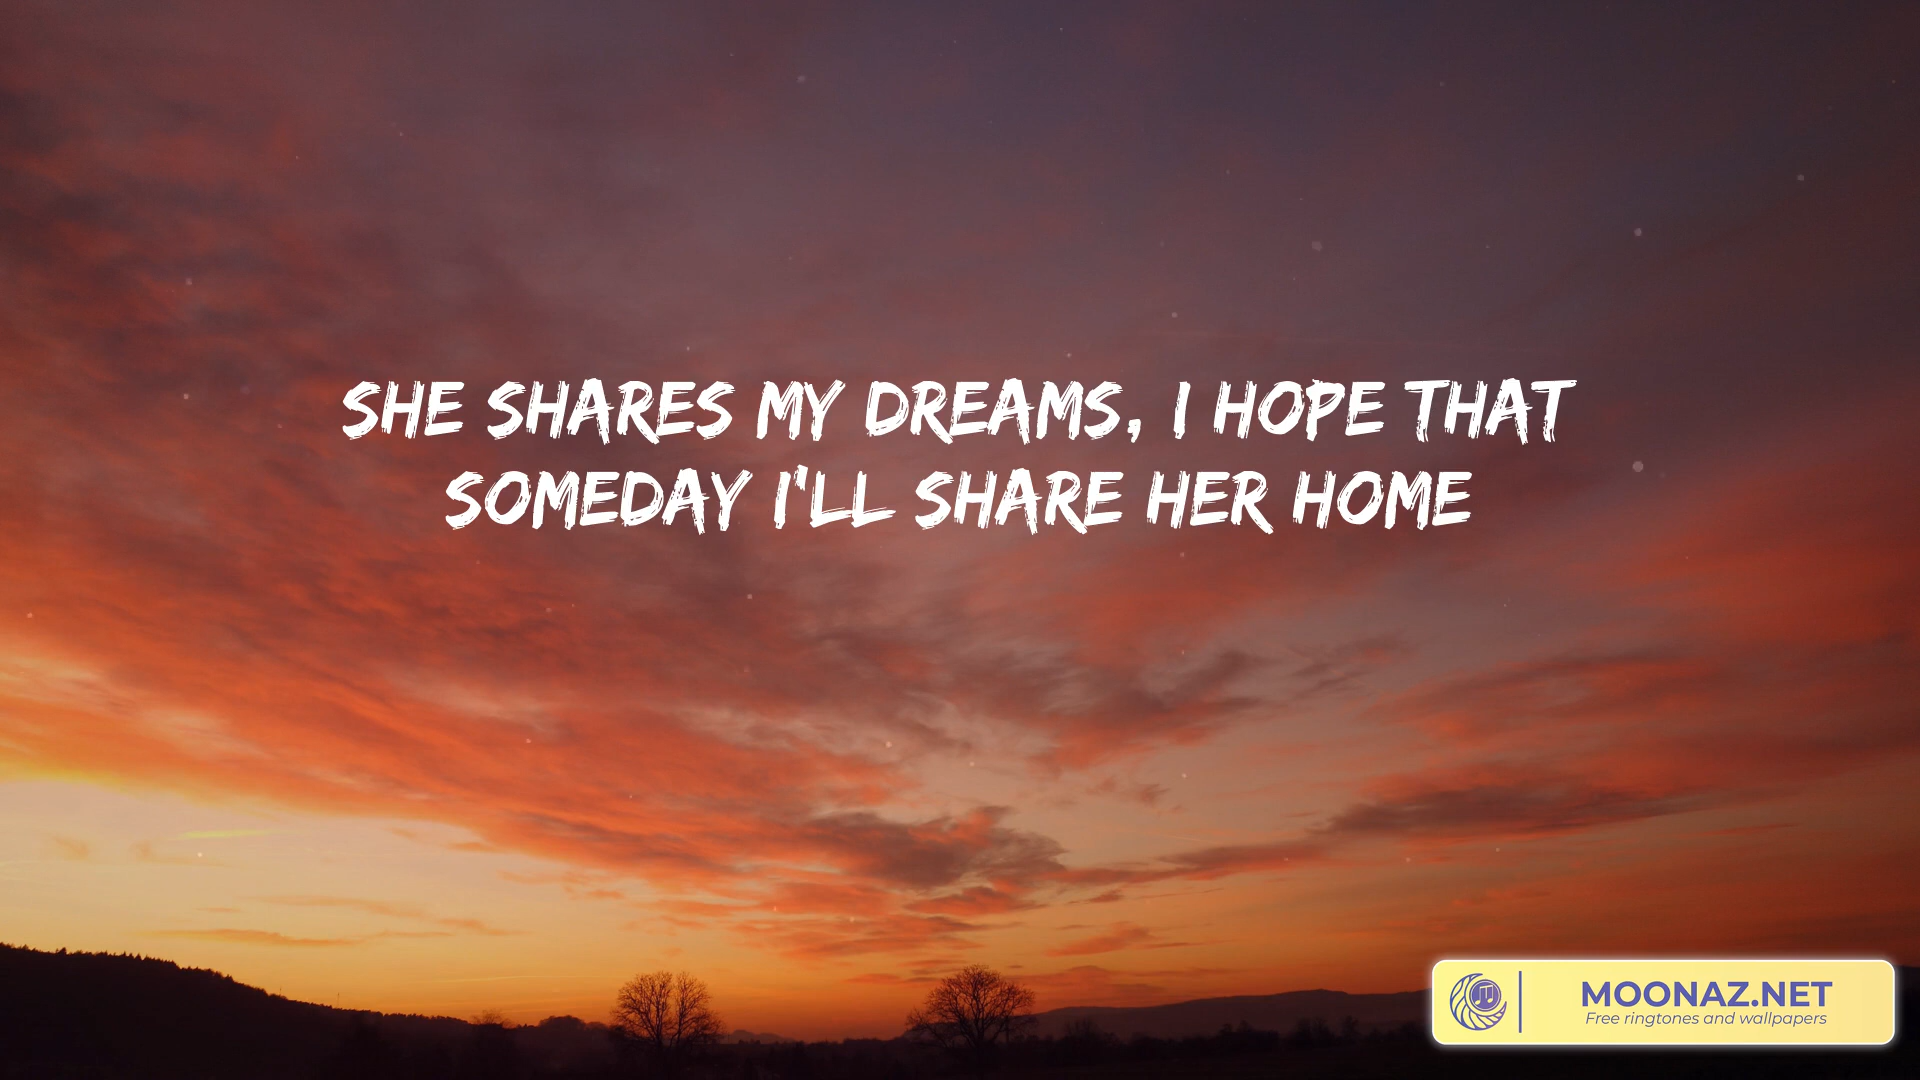 SHE SHARES MY DREAMS, I HOPE THAT
SOMEDAY I'LL SHARE HER HOME
MOONAZ.NET
Free ringtones and wallpapers